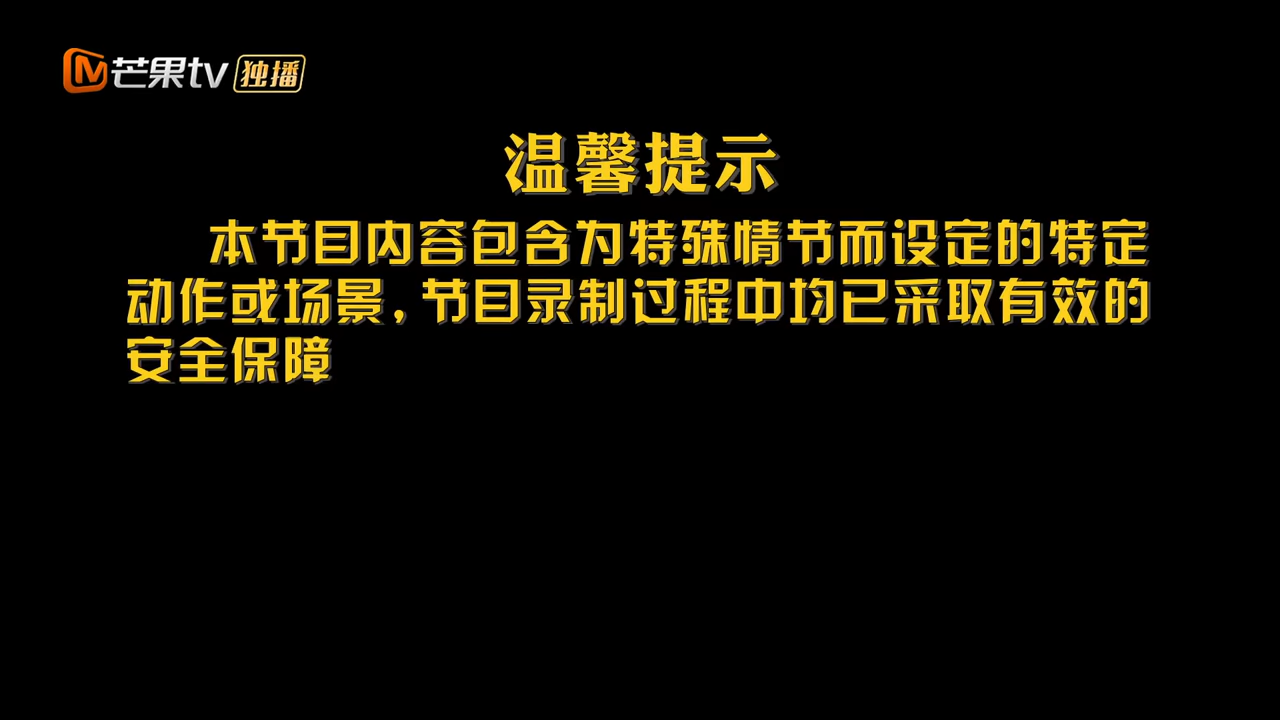 芒果tv 独播
温馨提示
本节目内容包含为特殊情节而设定的特定
动作或场景,节目录制过程中均已采取有效的
安全保障